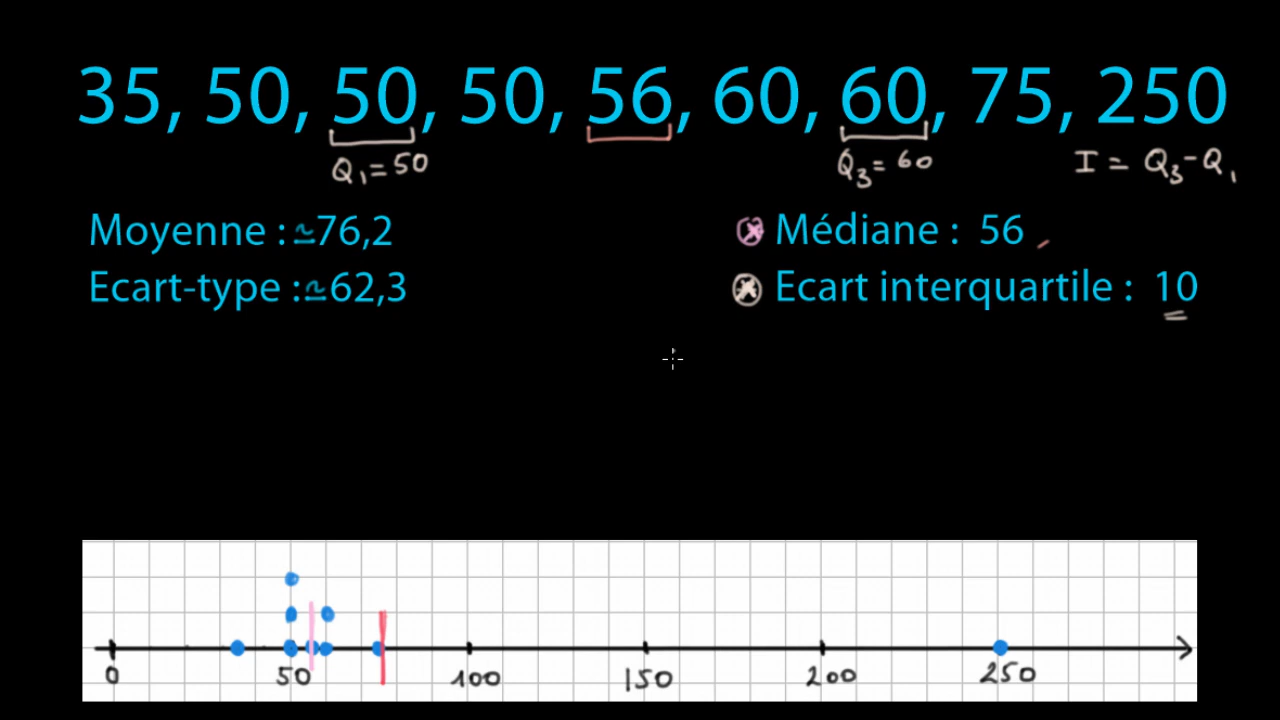 35, 50, 50, 50, 56, 60, 60, 75, 250
Q₁=50 Q₃= 60 I = Q₃-Q₁
Moyenne : ≃76,2
Ecart-type :≃62,3
Médiane : 56
Ecart interquartile : 10
0 50 100 150 200 250